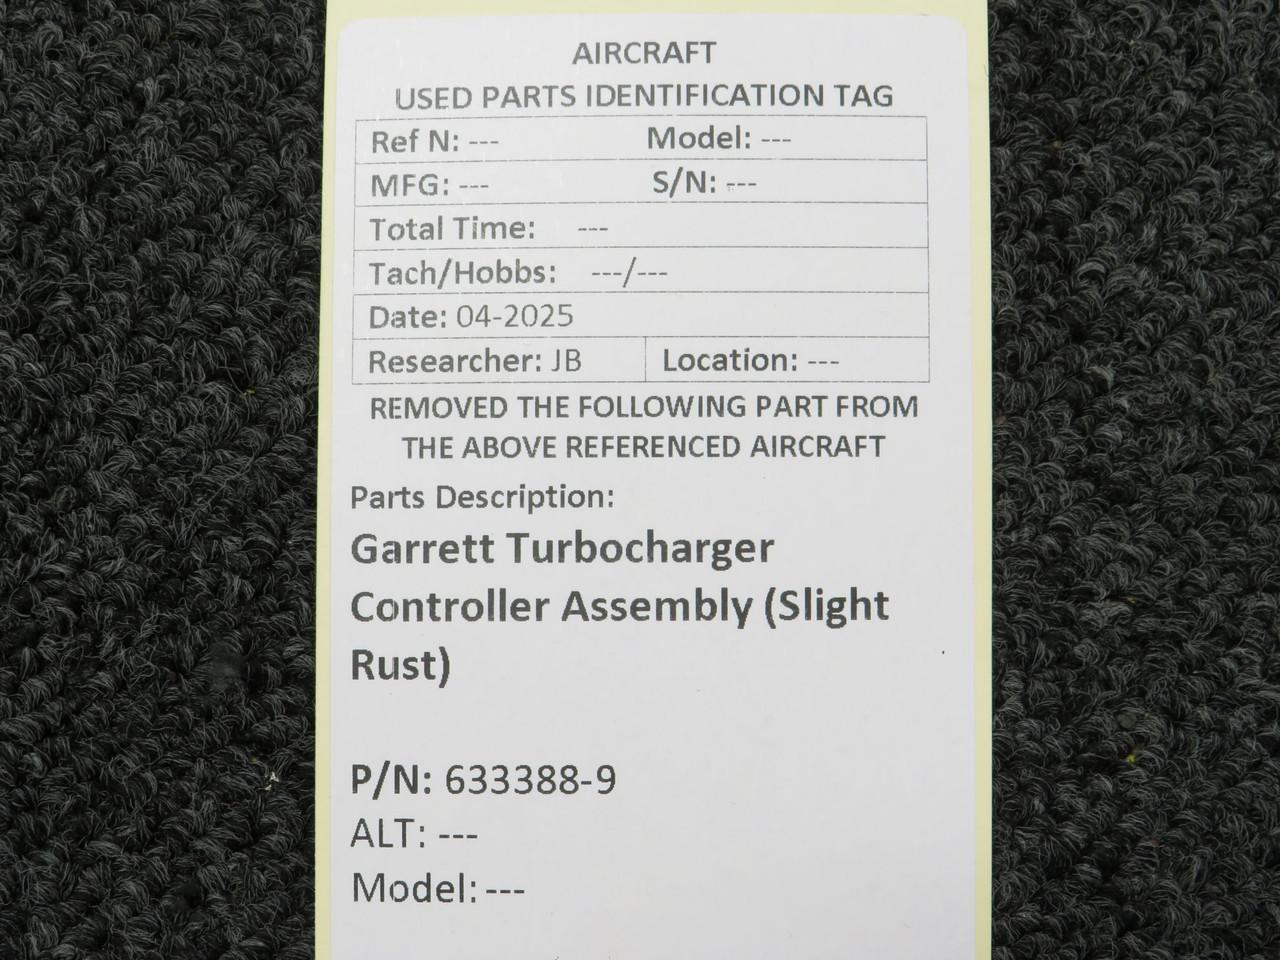 AIRCRAFT
USED PARTS IDENTIFICATION TAG
Ref N: --- Model: ---
MFG: --- S/N: ---
Total Time: ---
Tach/Hobbs: ---/---
Date: 04-2025
Researcher: JB Location: ---
REMOVED THE FOLLOWING PART FROM
THE ABOVE REFERENCED AIRCRAFT
Parts Description:
Garrett Turbocharger
Controller Assembly (Slight
Rust)
P/N: 633388-9
ALT: ---
Model: ---